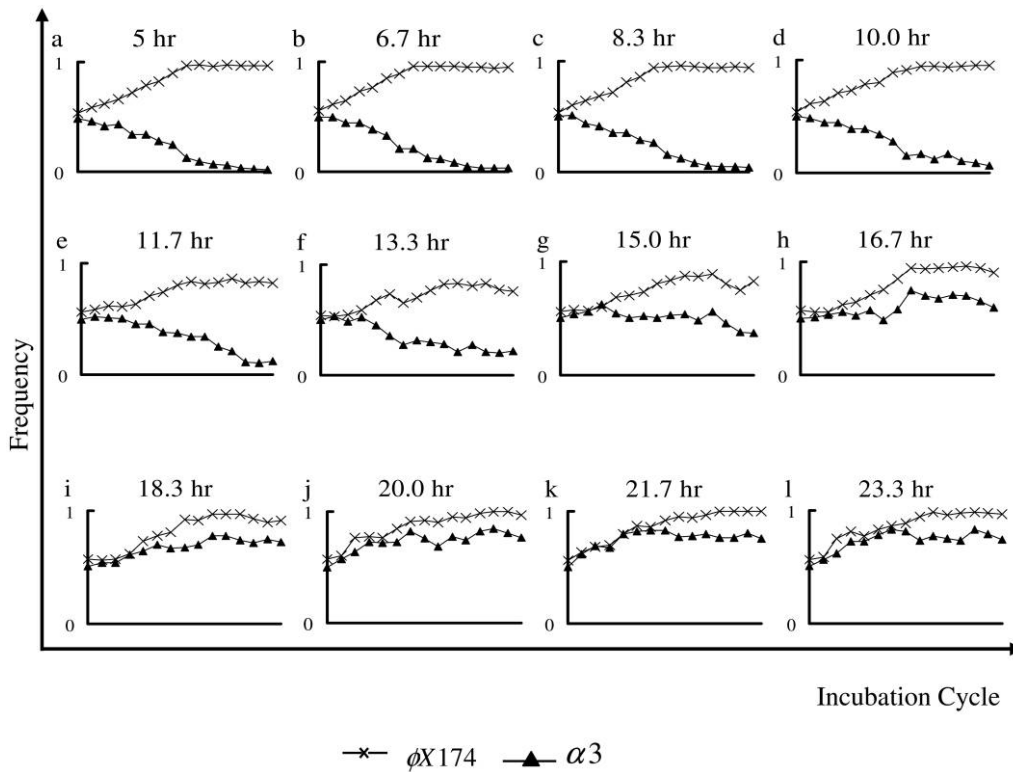 a 5 hr b 6.7 hr c 8.3 hr d 10.0 hr
1 1 1 1
0 0 0 0
e 11.7 hr f 13.3 hr g 15.0 hr h 16.7 hr
1 1 1 1
0 0 0 0
Frequency
i 18.3 hr j 20.0 hr k 21.7 hr l 23.3 hr
1 1 1 1
0 0 0 0
Incubation Cycle
ϕX174 α3